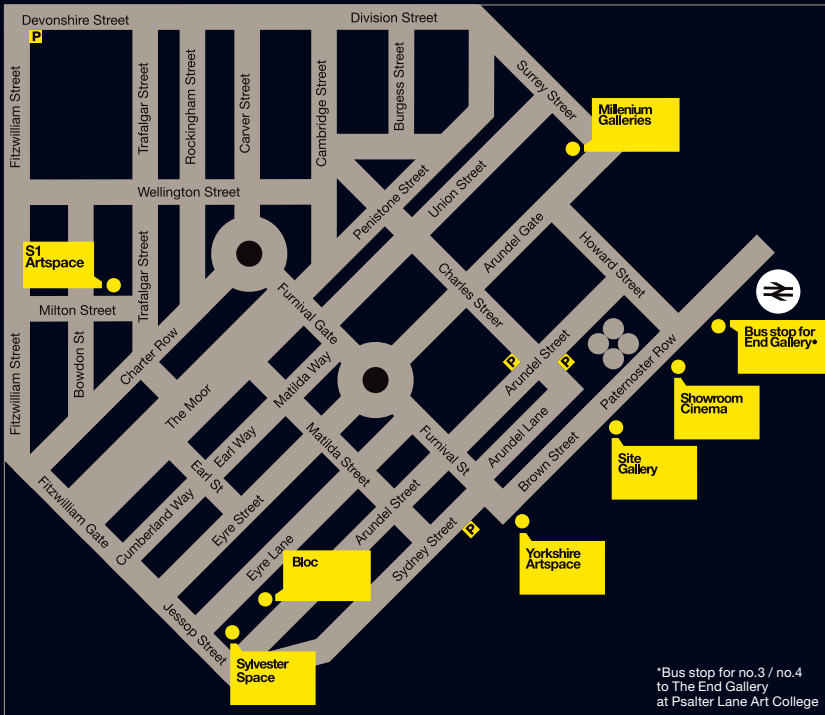 Devonshire Street
Division Street
P
Fitzwilliam Street
Trafalgar Street
Rockingham Street
Carver Street
Cambridge Street
Burgess Street
Surrey Streer
Millenium
Galleries
Wellington Street
Penistone Street
Union Street
Arundel Gate
Howard Street
S1
Artspace
Trafalgar Street
Milton Street
Furnival Gate
Charles Streer
Bus stop for
End Gallery•
Fitzwilliam Street
Bowdon St
Charter Row
The Moor
Matilda Way
P
P
Arundel Street
Paternoster Row
Showroom
Cinema
Earl Way
Earl St
Matilda Street
Furnival St
Arundel Lane
Brown Street
Site
Gallery
Fitzwilliam Gate
Cumberland Way
Eyre Street
Eyre Lane
Arundel Street
Sydney Street
P
Yorkshire
Artspace
Bloc
Jessop Street
Sylvester
Space
*Bus stop for no.3 / no.4
to The End Gallery
at Psalter Lane Art College